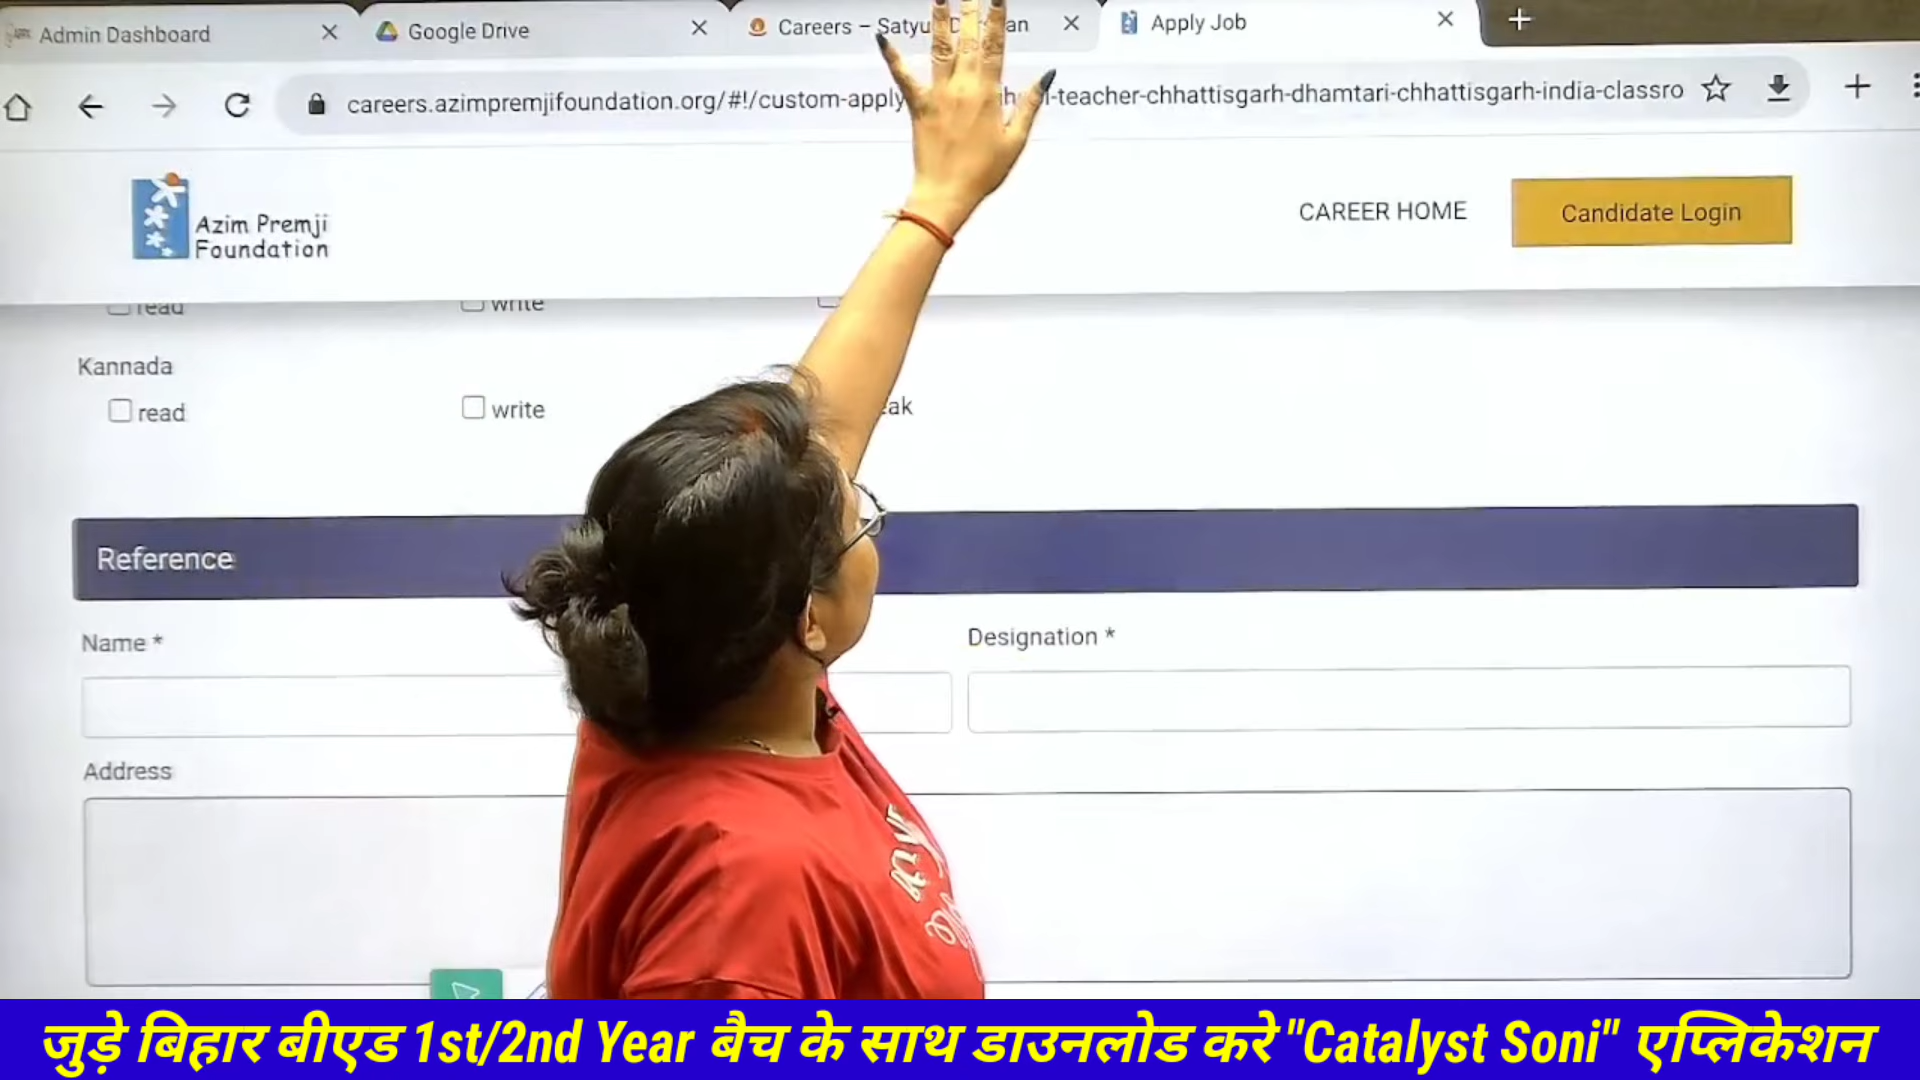 Admin Dashboard
Google Drive
Careers – Satyu
an
Apply Job
careers.azimpremjifoundation.org/#!/custom-apply
l-teacher-chhattisgarh-dhamtari-chhattisgarh-india-classro
Azim Premji
Foundation
CAREER HOME
Candidate Login
read
write
Kannada
read
write
eak
Reference
Name *
Designation *
Address
जुड़े बिहार बीएड 1st/2nd Year बैच के साथ डाउनलोड करे "Catalyst Soni" एप्लिकेशन